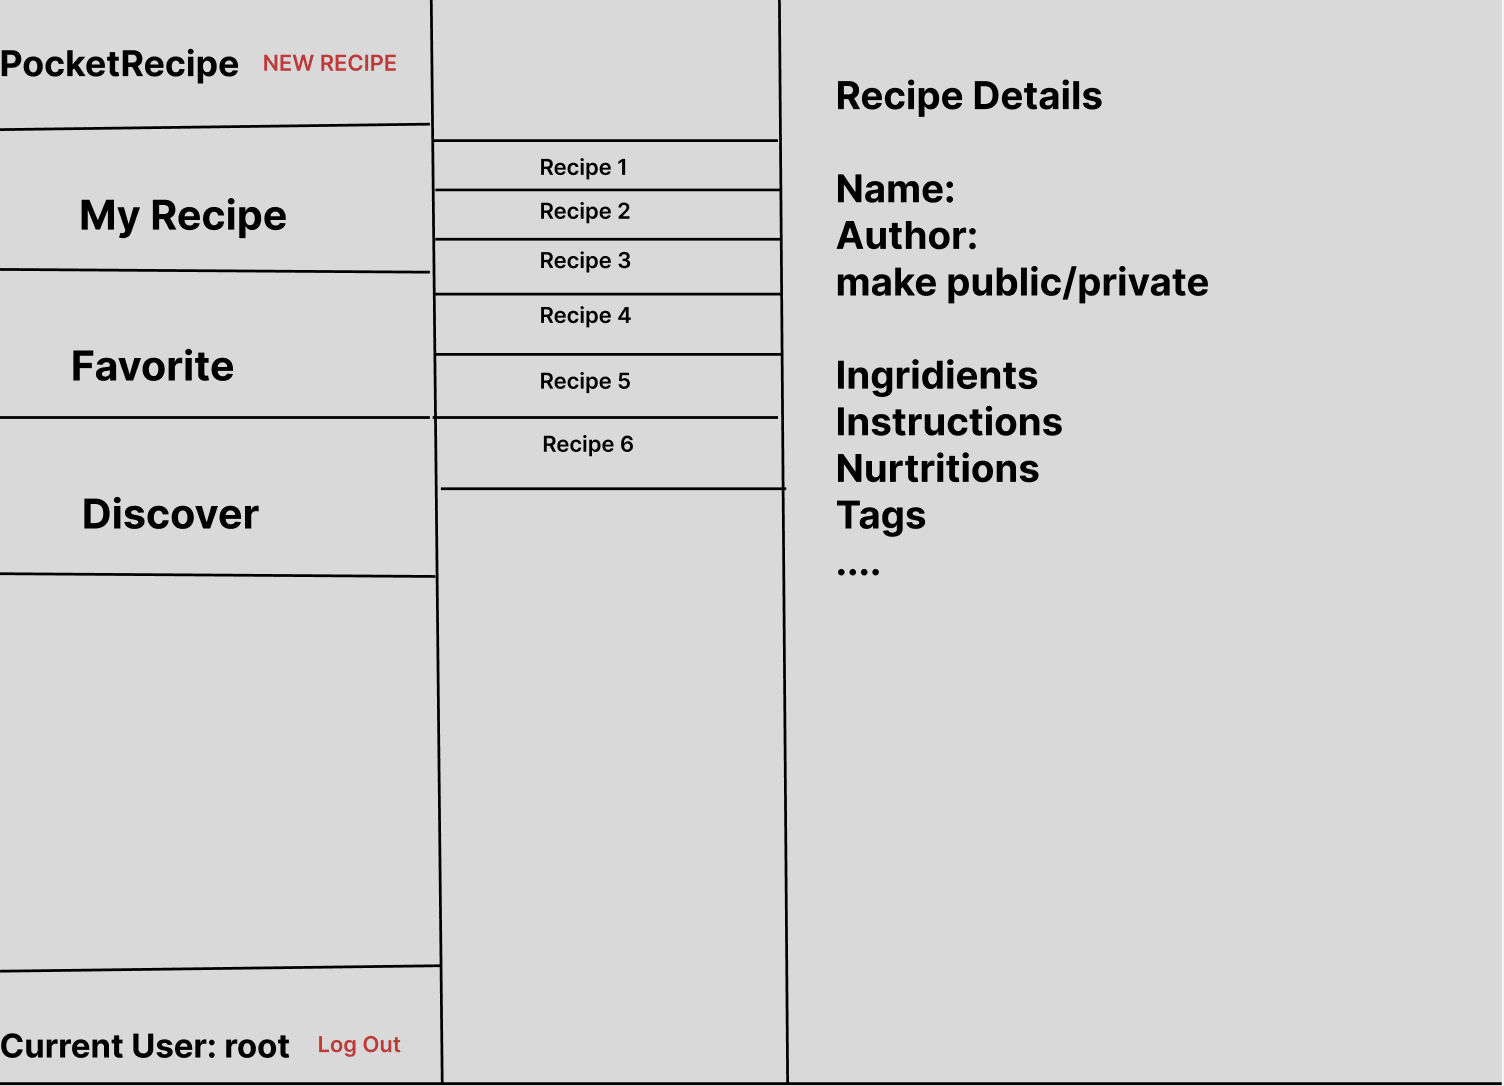 PocketRecipe NEW RECIPE
My Recipe
Favorite
Discover
Current User: root Log Out
Recipe 1
Recipe 2
Recipe 3
Recipe 4
Recipe 5
Recipe 6
Recipe Details
Name:
Author:
make public/private
Ingridients
Instructions
Nurtritions
Tags
....